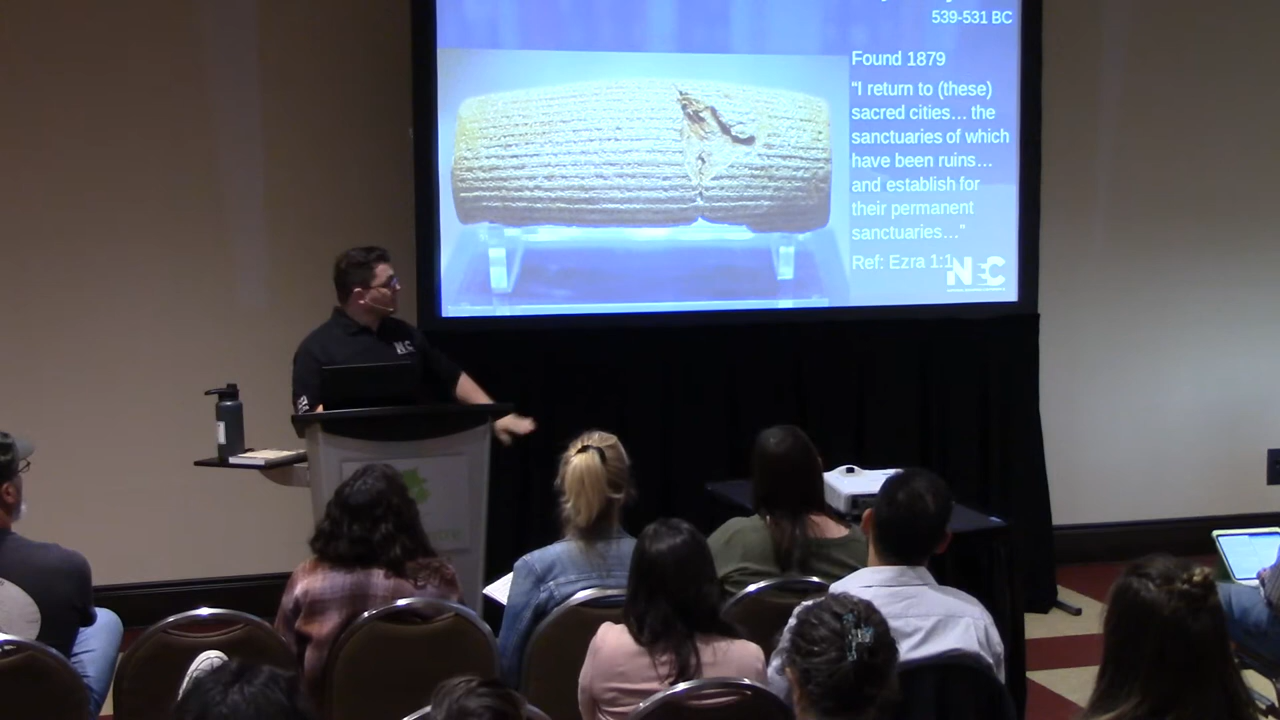 539-531 BC
Found 1879
“I return to (these)
sacred cities… the
sanctuaries of which
have been ruins…
and establish for
their permanent
sanctuaries…”
Ref: Ezra 1:1
NEC